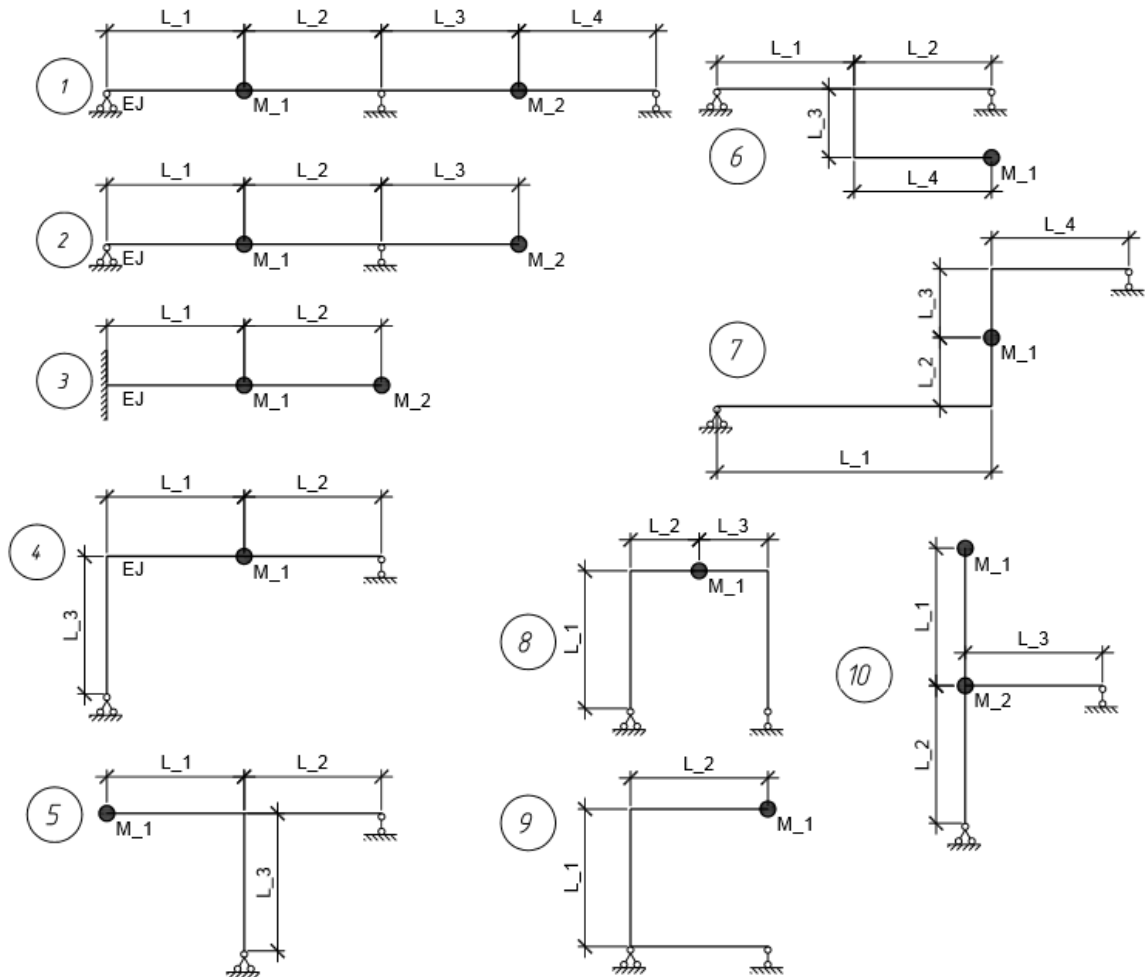 L_1 L_2 L_3 L_4
1
EJ M_1 M_2
L_1 L_2 L_3
2
EJ M_1 M_2
L_1 L_2
3
EJ M_1 M_2
L_1 L_2
4
EJ M_1
L_3
L_1 L_2
5
M_1
L_3
L_1 L_2
L_3
6
M_1
L_4
L_4
L_3
7
M_1
L_2
L_1
L_2 L_3
M_1
L_1
8
L_2
9
M_1
L_1
M_1
L_1
L_3
10
M_2
L_2